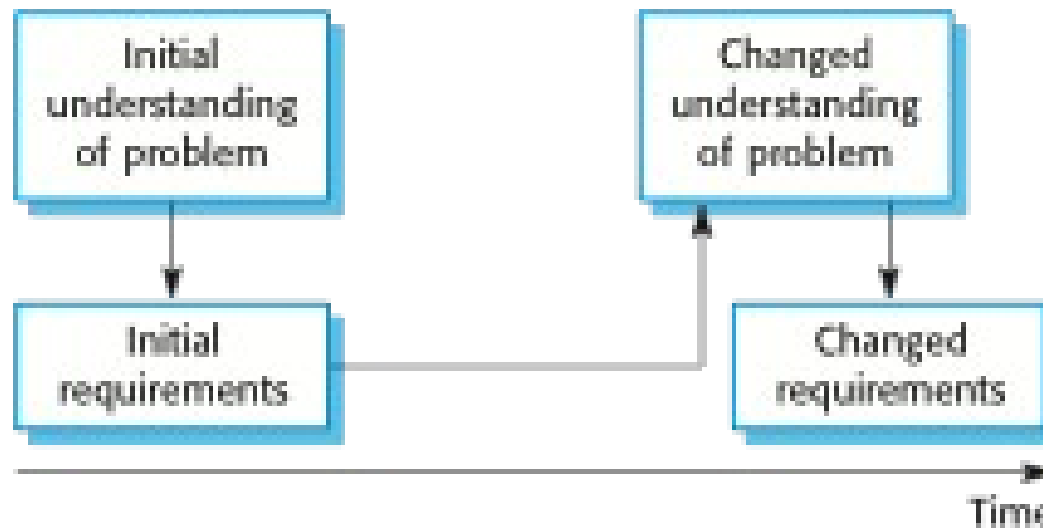 Initial
understanding
of problem
Changed
understanding
of problem
Initial
requirements
Changed
requirements
Time